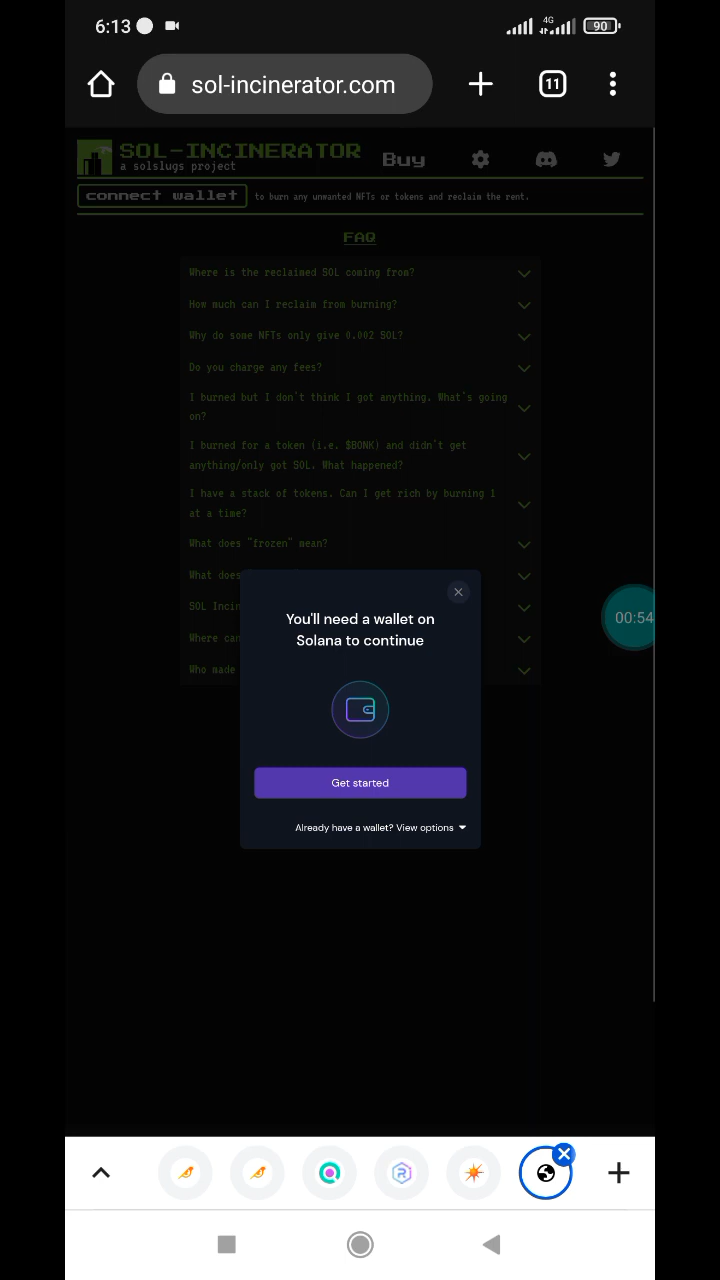 6:13
4G
90
sol-incinerator.com
11
SOL-INCINERATOR
a solslugs project
Buy
connect wallet
to burn any unwanted NFTs or tokens and reclaim the rent.
FAQ
Where is the reclaimed SOL coming from?
How much can I reclaim from burning?
Why do some NFTs only give 0.002 SOL?
Do you charge any fees?
I burned but I don't think I got anything. What's going
on?
I burned for a token (i.e. $BONK) and didn't get
anything/only got SOL. What happened?
I have a stack of tokens. Can I get rich by burning 1
at a time?
What does "frozen" mean?
What does
SOL Incin
00:54
Where can
Who made
You'll need a wallet on
Solana to continue
Get started
Already have a wallet? View options